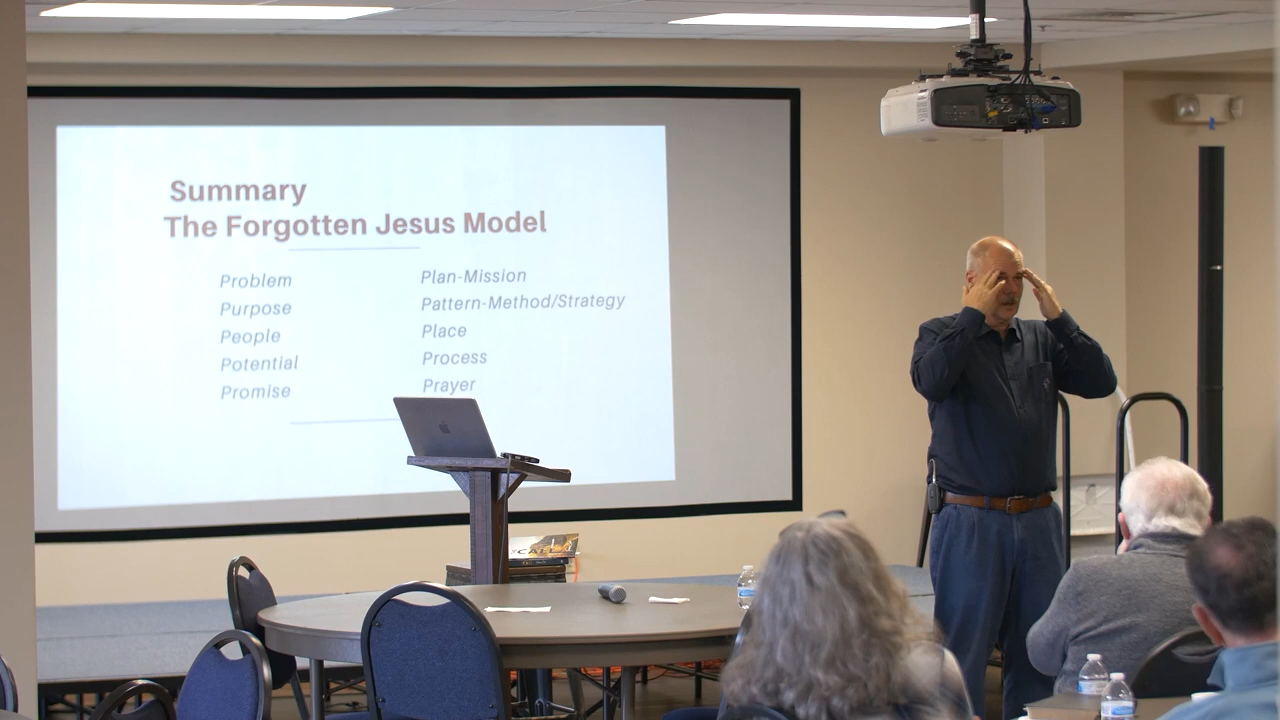 Summary
The Forgotten Jesus Model
Problem
Purpose
People
Potential
Promise
Plan-Mission
Pattern-Method/Strategy
Place
Process
Prayer